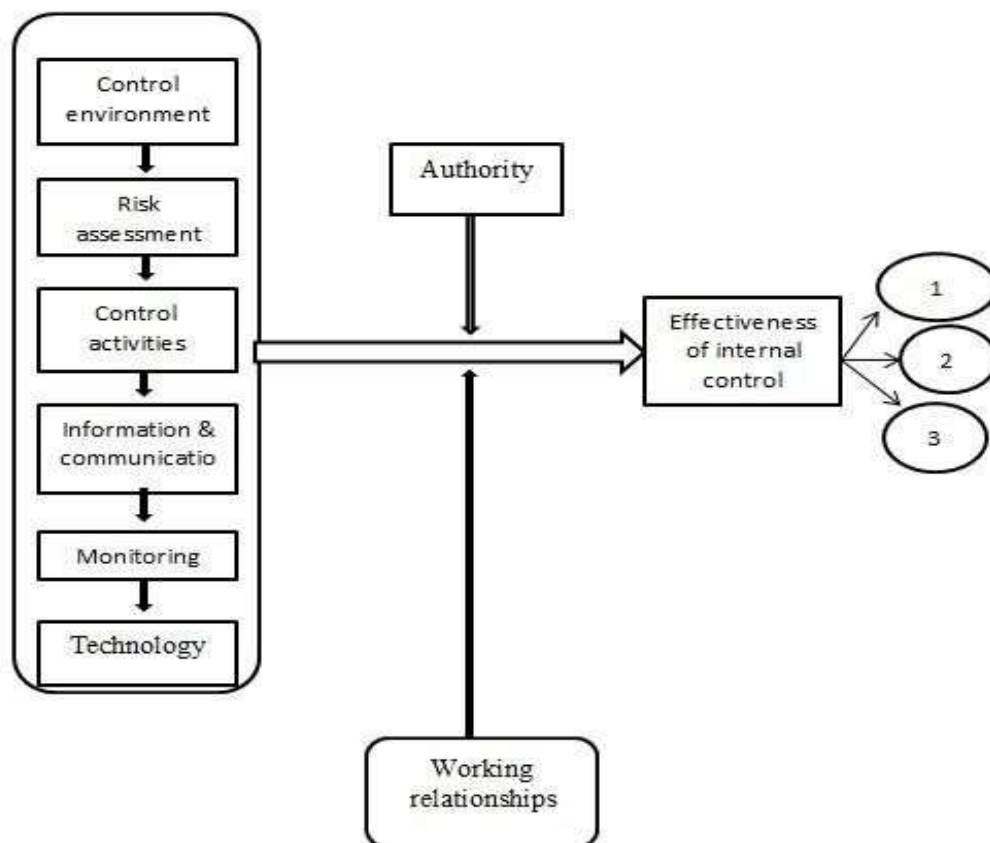 Control
environment
Risk
assessment
Control
activities
Information &
communicatio
Monitoring
Technology
Authority
Working
relationships
Effectiveness
of internal
control
1
2
3